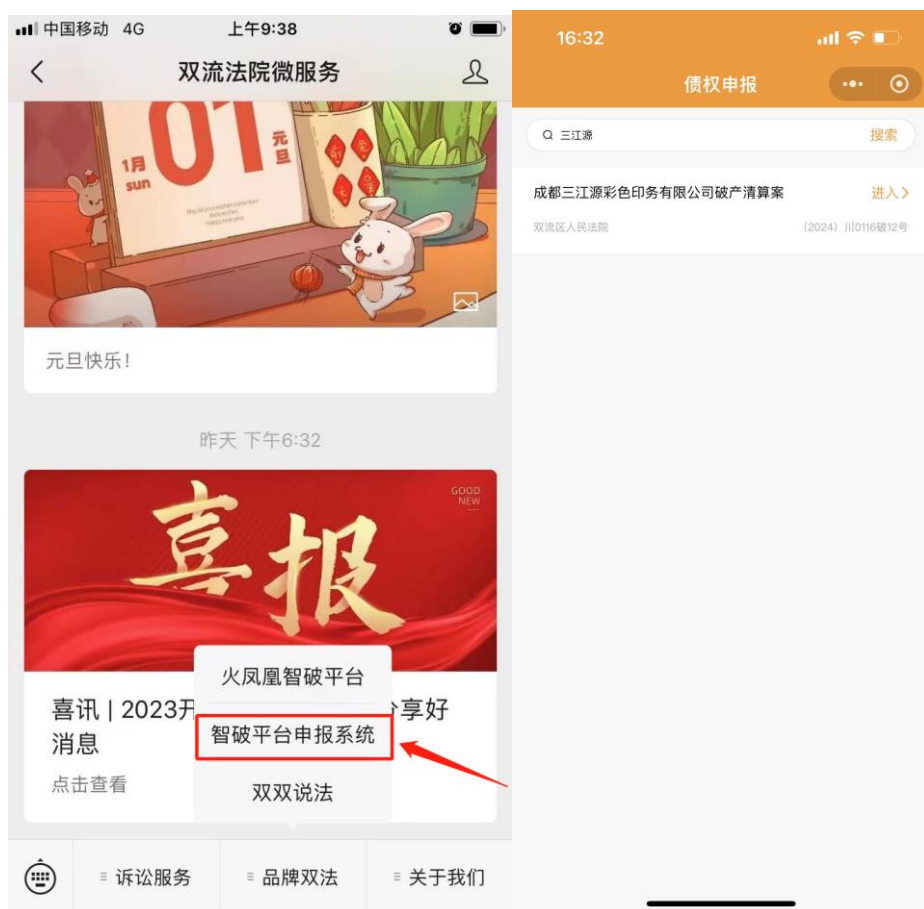 中国移动 4G 上午9:38
双流法院微服务
01
1月
sun
元旦
元旦快乐！
昨天 下午6:32
GOOD
NEW
喜报
火凤凰智破平台
喜讯 | 2023开
分享好
消息
智破平台申报系统
点击查看
双双说法
诉讼服务
品牌双法
关于我们
16:32
债权申报
三江源
搜索
成都三江源彩色印务有限公司破产清算案
进入>
双流区人民法院
（2024）川0116破12号